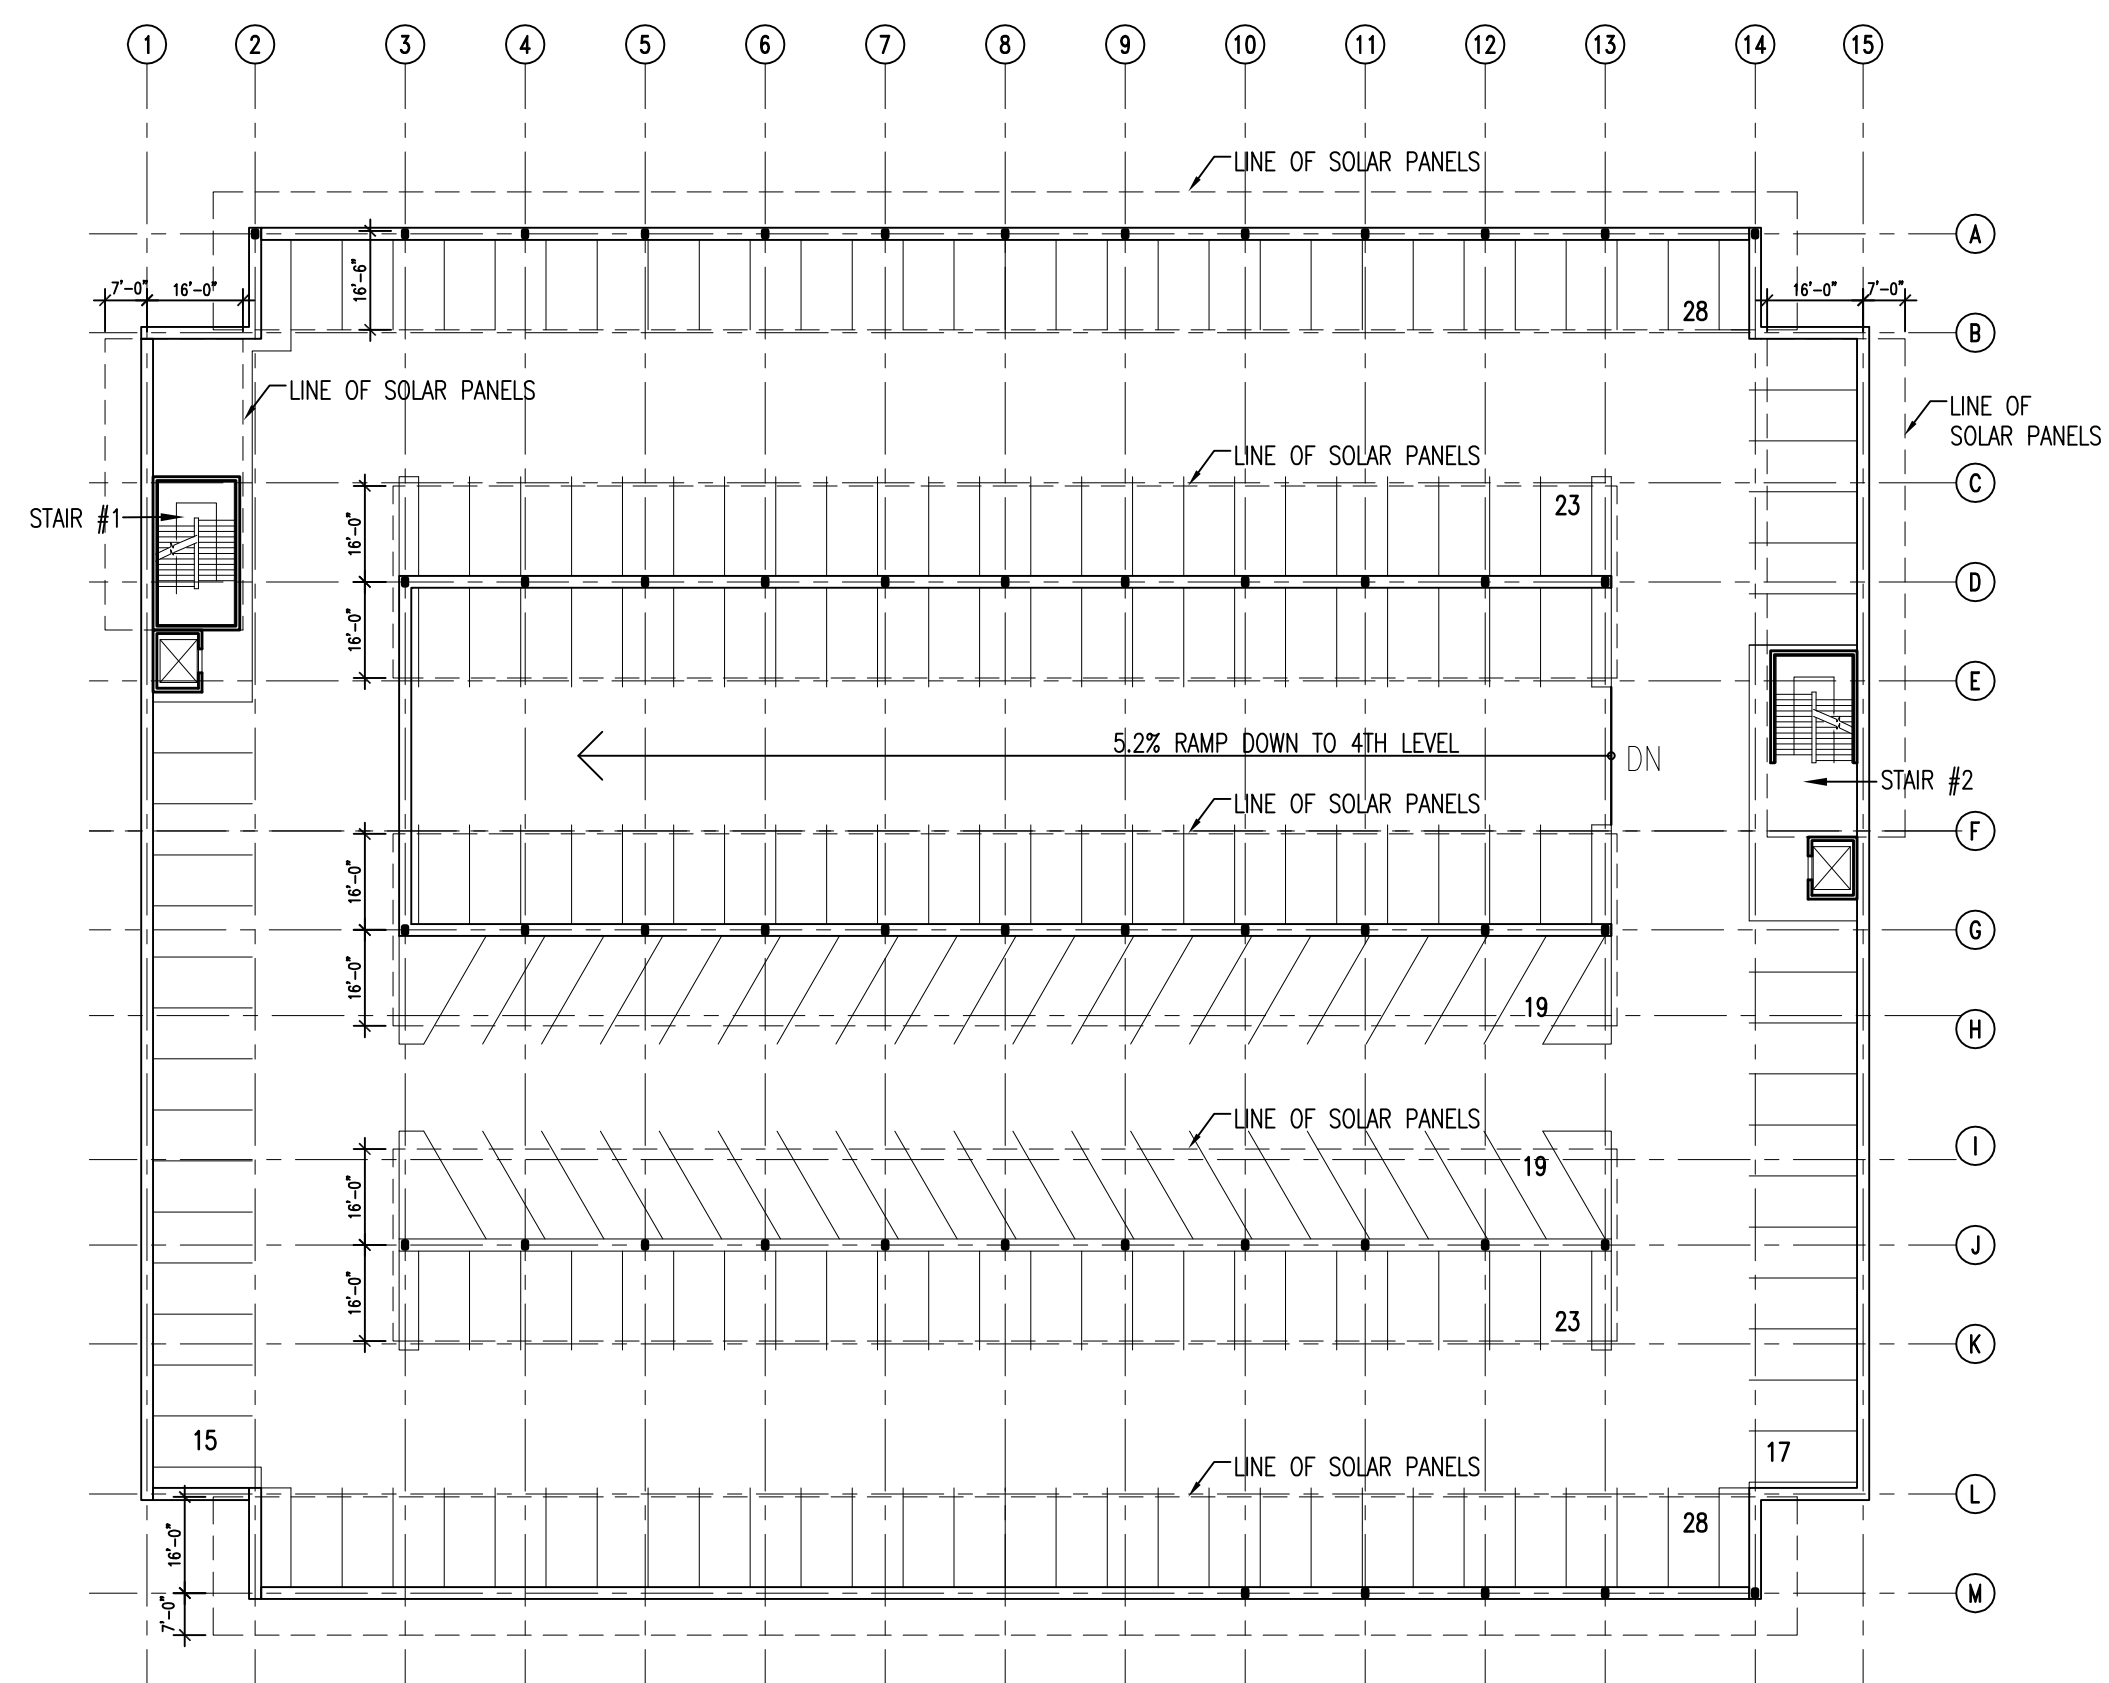 1 2 3 4 5 6 7 8 9 10 11 12 13 14 15
LINE OF SOLAR PANELS
A
7'-0" 16'-0"
16'-6"
16'-0" 7'-0"
28
B
LINE OF SOLAR PANELS
LINE OF
SOLAR PANELS
LINE OF SOLAR PANELS
C
23
STAIR #1
16'-0"
D
16'-0"
E
5.2% RAMP DOWN TO 4TH LEVEL
DN
STAIR #2
LINE OF SOLAR PANELS
F
16'-0"
G
16'-0"
19
H
LINE OF SOLAR PANELS
I
19
16'-0"
J
16'-0"
23
K
15
17
LINE OF SOLAR PANELS
L
28
16'-0"
M
7'-0"